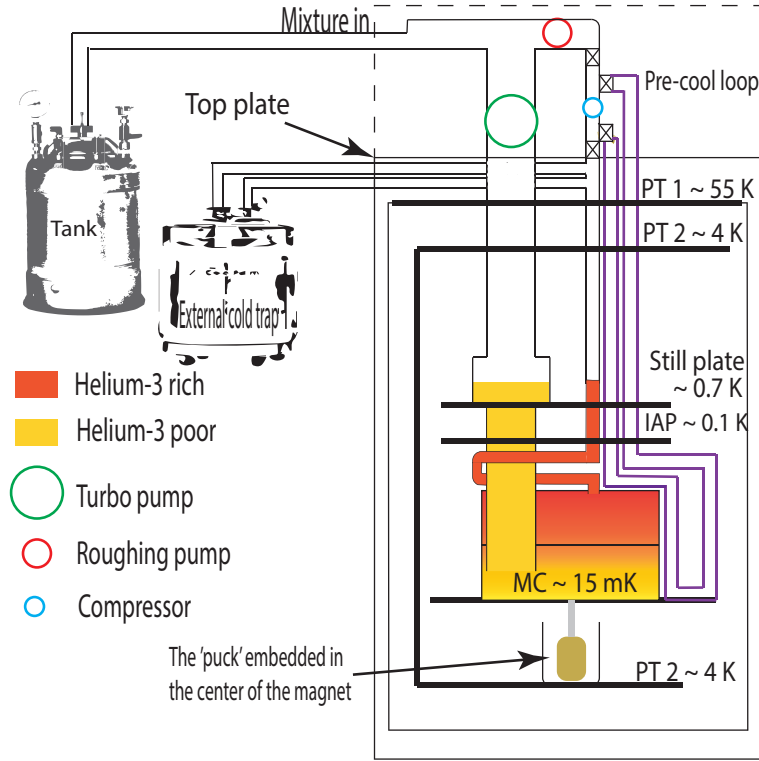 Mixture in
Pre-cool loop
Top plate
PT 1 ~ 55 K
Tank
PT 2 ~ 4 K
External cold trap
Still plate
~ 0.7 K
Helium-3 rich
IAP ~ 0.1 K
Helium-3 poor
Turbo pump
Roughing pump
MC ~ 15 mK
Compressor
The 'puck' embedded in
the center of the magnet
PT 2 ~ 4 K